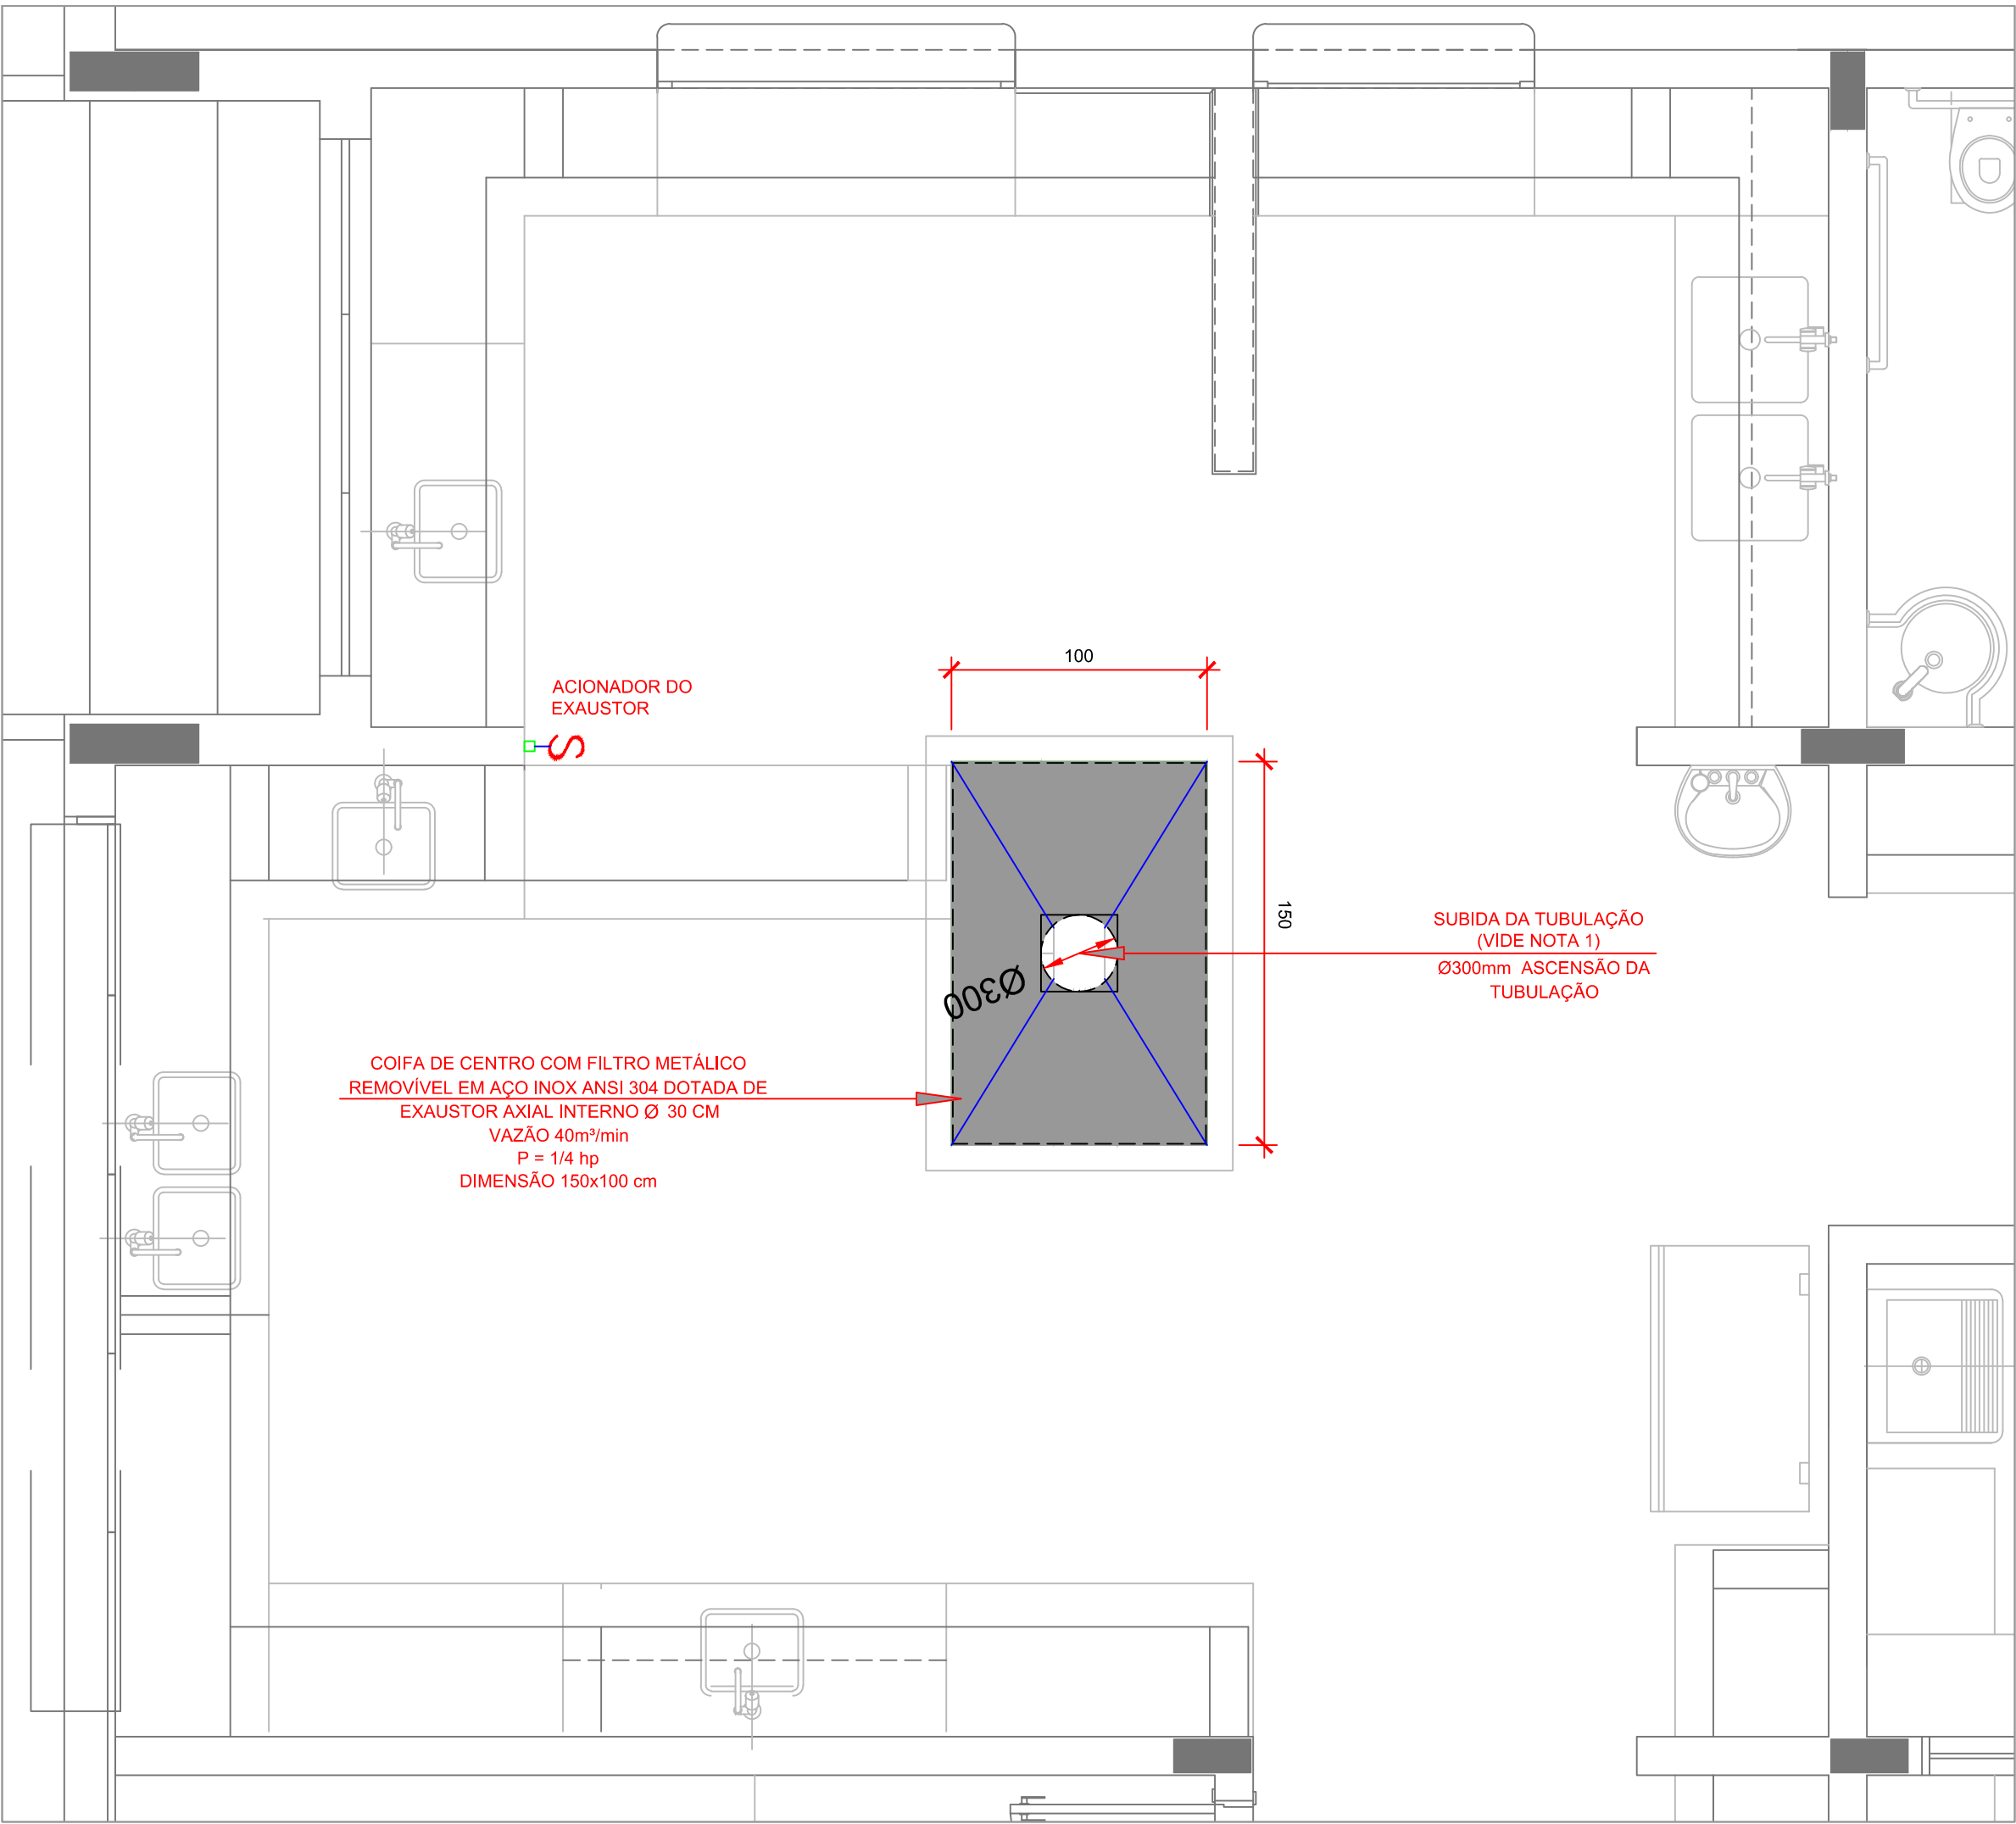 100
ACIONADOR DO
EXAUSTOR
S
150
SUBIDA DA TUBULAÇÃO
(VIDE NOTA 1)
Ø300mm ASCENSÃO DA
TUBULAÇÃO
Ø300
COIFA DE CENTRO COM FILTRO METÁLICO
REMOVÍVEL EM AÇO INOX ANSI 304 DOTADA DE
EXAUSTOR AXIAL INTERNO Ø 30 CM
VAZÃO 40m³/min
P = 1/4 hp
DIMENSÃO 150x100 cm